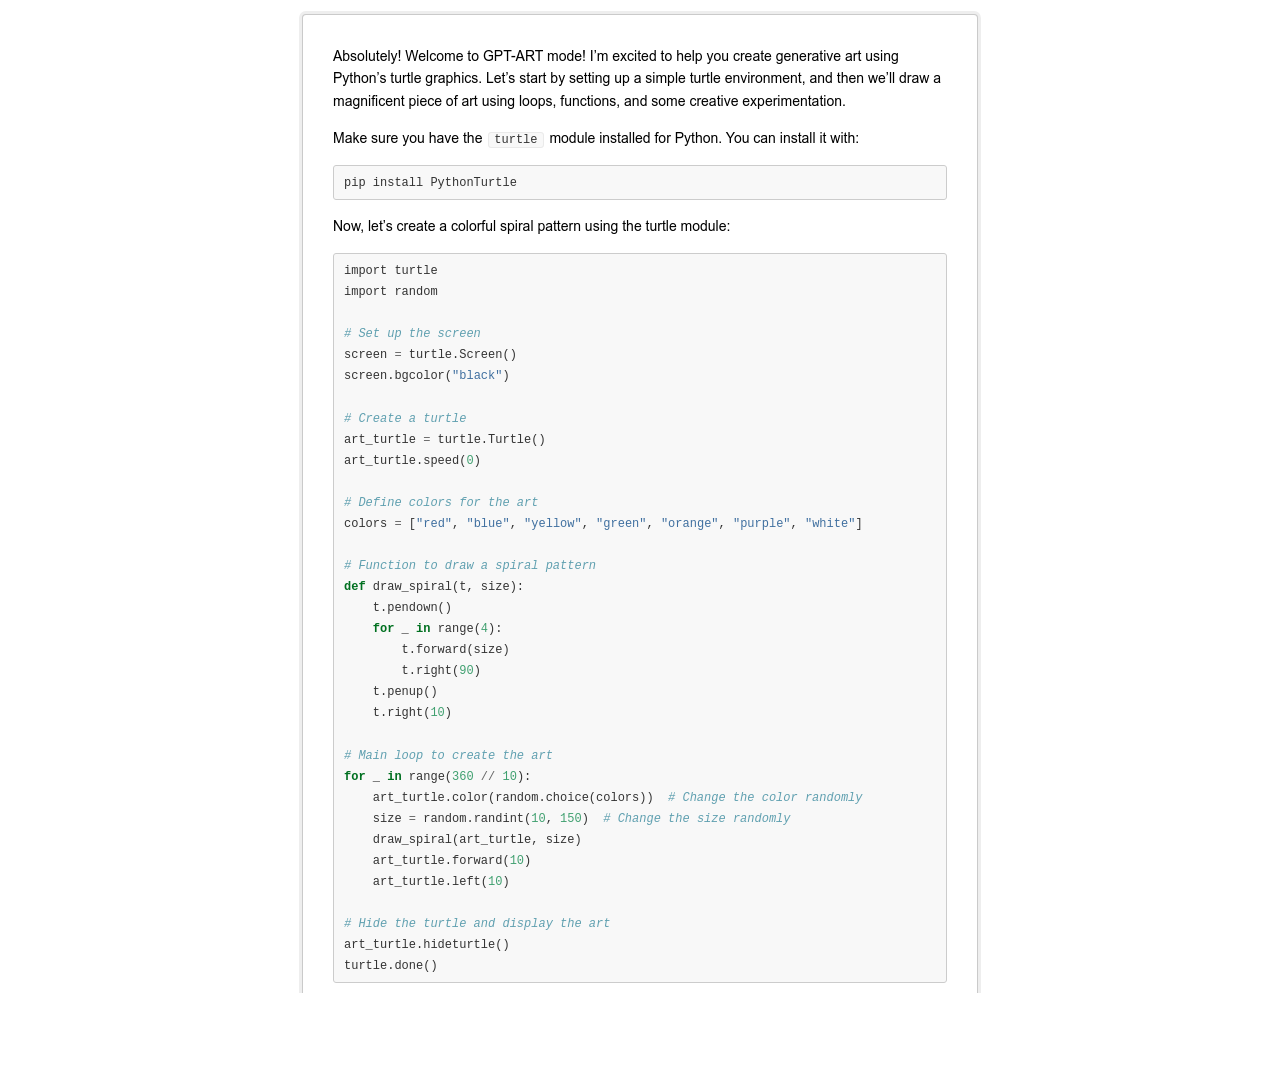 Absolutely! Welcome to GPT-ART mode! I’m excited to help you create generative art using
Python’s turtle graphics. Let’s start by setting up a simple turtle environment, and then we’ll draw a
magnificent piece of art using loops, functions, and some creative experimentation.
Make sure you have the turtle module installed for Python. You can install it with:
pip install PythonTurtle
Now, let’s create a colorful spiral pattern using the turtle module:
import turtle
import random

# Set up the screen
screen = turtle.Screen()
screen.bgcolor("black")

# Create a turtle
art_turtle = turtle.Turtle()
art_turtle.speed(0)

# Define colors for the art
colors = ["red", "blue", "yellow", "green", "orange", "purple", "white"]

# Function to draw a spiral pattern
def draw_spiral(t, size):
    t.pendown()
    for _ in range(4):
        t.forward(size)
        t.right(90)
    t.penup()
    t.right(10)

# Main loop to create the art
for _ in range(360 // 10):
    art_turtle.color(random.choice(colors))  # Change the color randomly
    size = random.randint(10, 150)  # Change the size randomly
    draw_spiral(art_turtle, size)
    art_turtle.forward(10)
    art_turtle.left(10)

# Hide the turtle and display the art
art_turtle.hideturtle()
turtle.done()